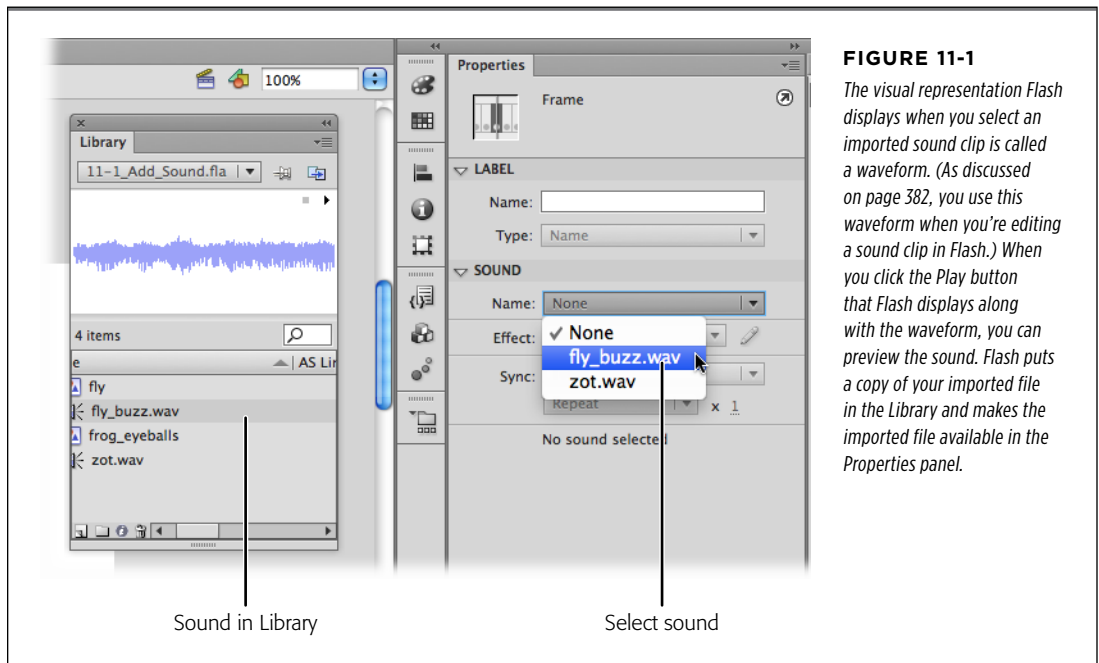 100%
Library
11-1_Add_Sound.fla
4 items
e
AS Lir
fly
fly_buzz.wav
frog_eyeballs
zot.wav
Properties
Frame
LABEL
Name:
Type: Name
SOUND
Name: None
Effect:
None
fly_buzz.wav
zot.wav
Sync:
Repeat x 1
No sound selected
Sound in Library
Select sound
FIGURE 11-1
The visual representation Flash
displays when you select an
imported sound clip is called
a waveform. (As discussed
on page 382, you use this
waveform when you’re editing
a sound clip in Flash.) When
you click the Play button
that Flash displays along
with the waveform, you can
preview the sound. Flash puts
a copy of your imported file
in the Library and makes the
imported file available in the
Properties panel.